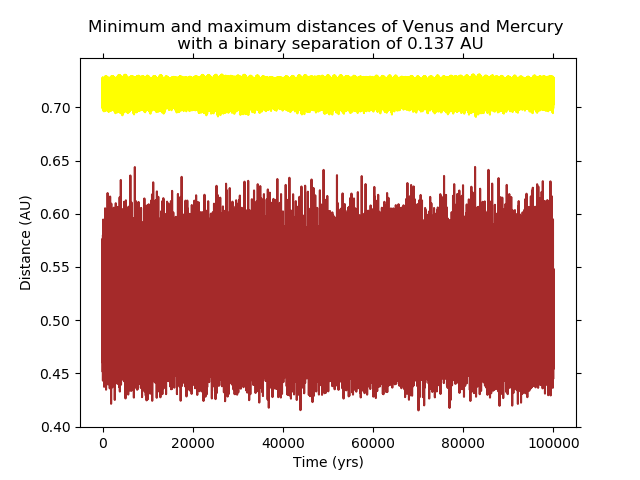 Minimum and maximum distances of Venus and Mercury
with a binary separation of 0.137 AU
0.70
0.65
0.60
0.55
0.50
0.45
0.40
Distance (AU)
0 20000 40000 60000 80000 100000
Time (yrs)